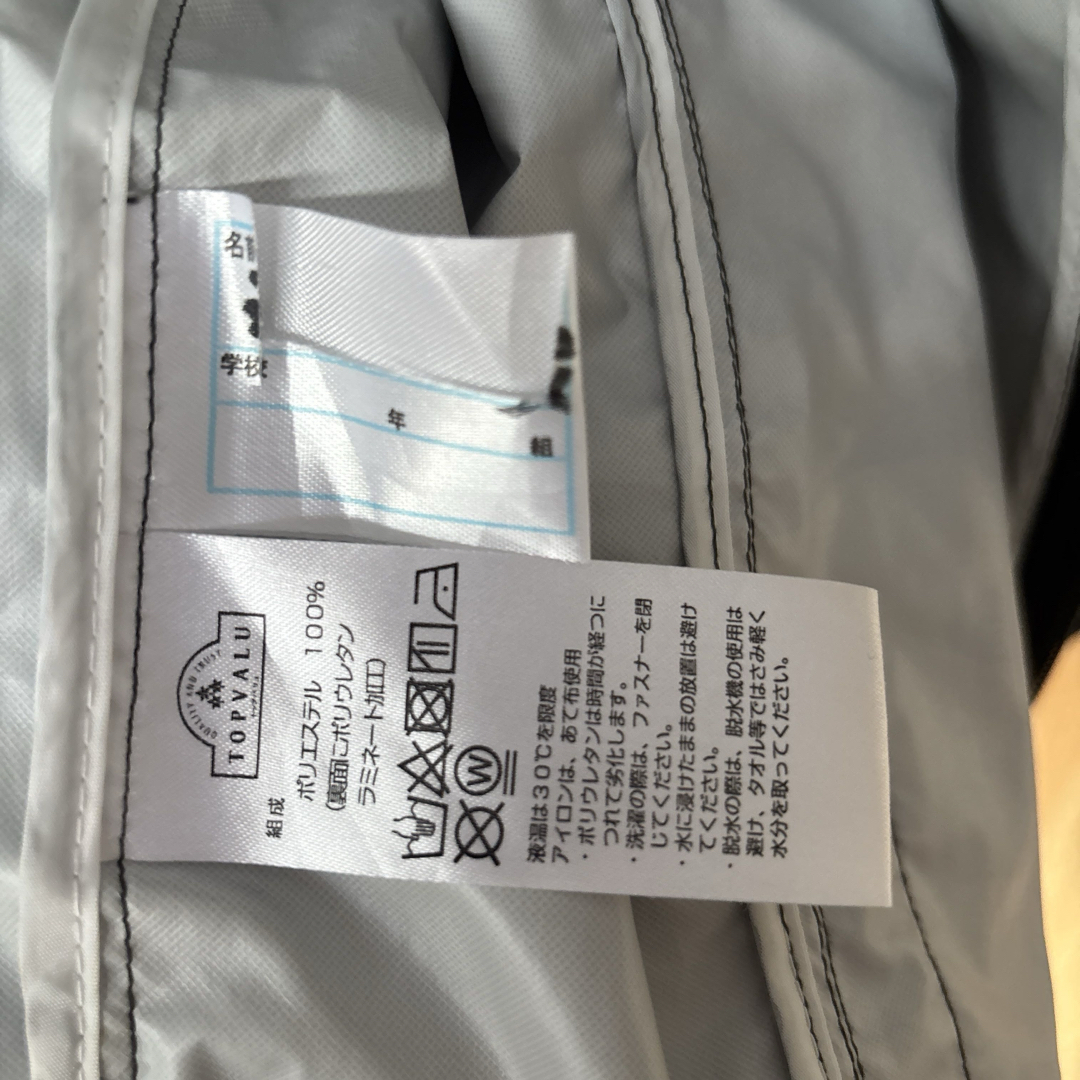 名前
学校
年
組
QUALITY AND TRUST
TOPVALU
トップバリュ
組成
ポリエステル 100%
(裏面にポリウレタン
ラミネート加工)
W
液温は30℃を限度
アイロンは、あて布使用
・ポリウレタンは時間が経つに
つれて劣化します。
・洗濯の際は、ファスナーを閉
じてください。
・水に浸けたままの放置は避け
てください。
・脱水の際は、脱水機の使用は
避け、タオル等ではさみ軽く
水分を取ってください。